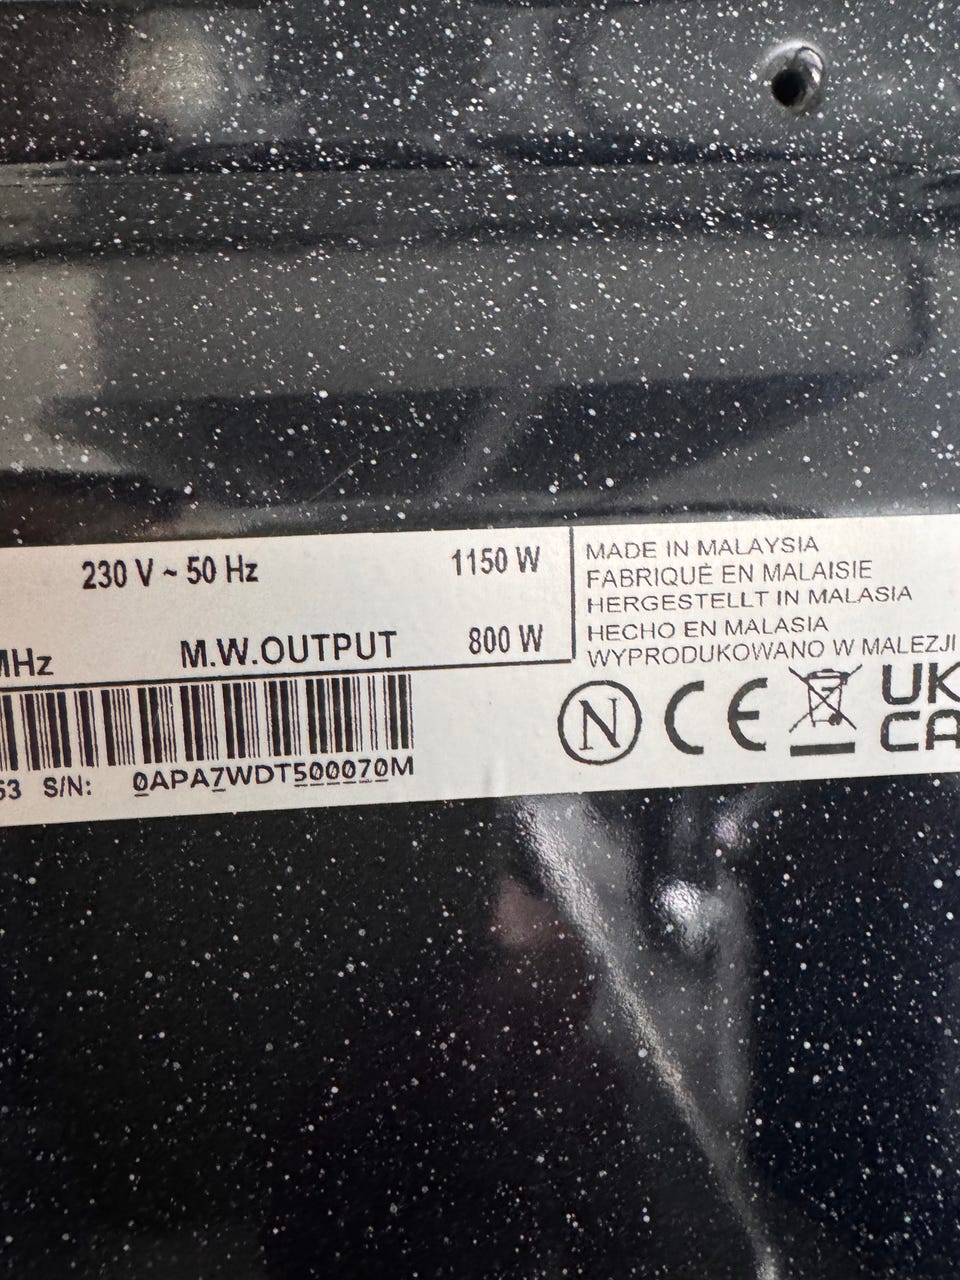 230 V ~ 50 Hz 1150 W
MHz M.W.OUTPUT 800 W
S/N: 0APA7WDT500070M
MADE IN MALAYSIA
FABRIQUÉ EN MALAISIE
HERGESTELLT IN MALASIA
HECHO EN MALASIA
WYPRODUKOWANO W MALEZJI
N CE UK
CA